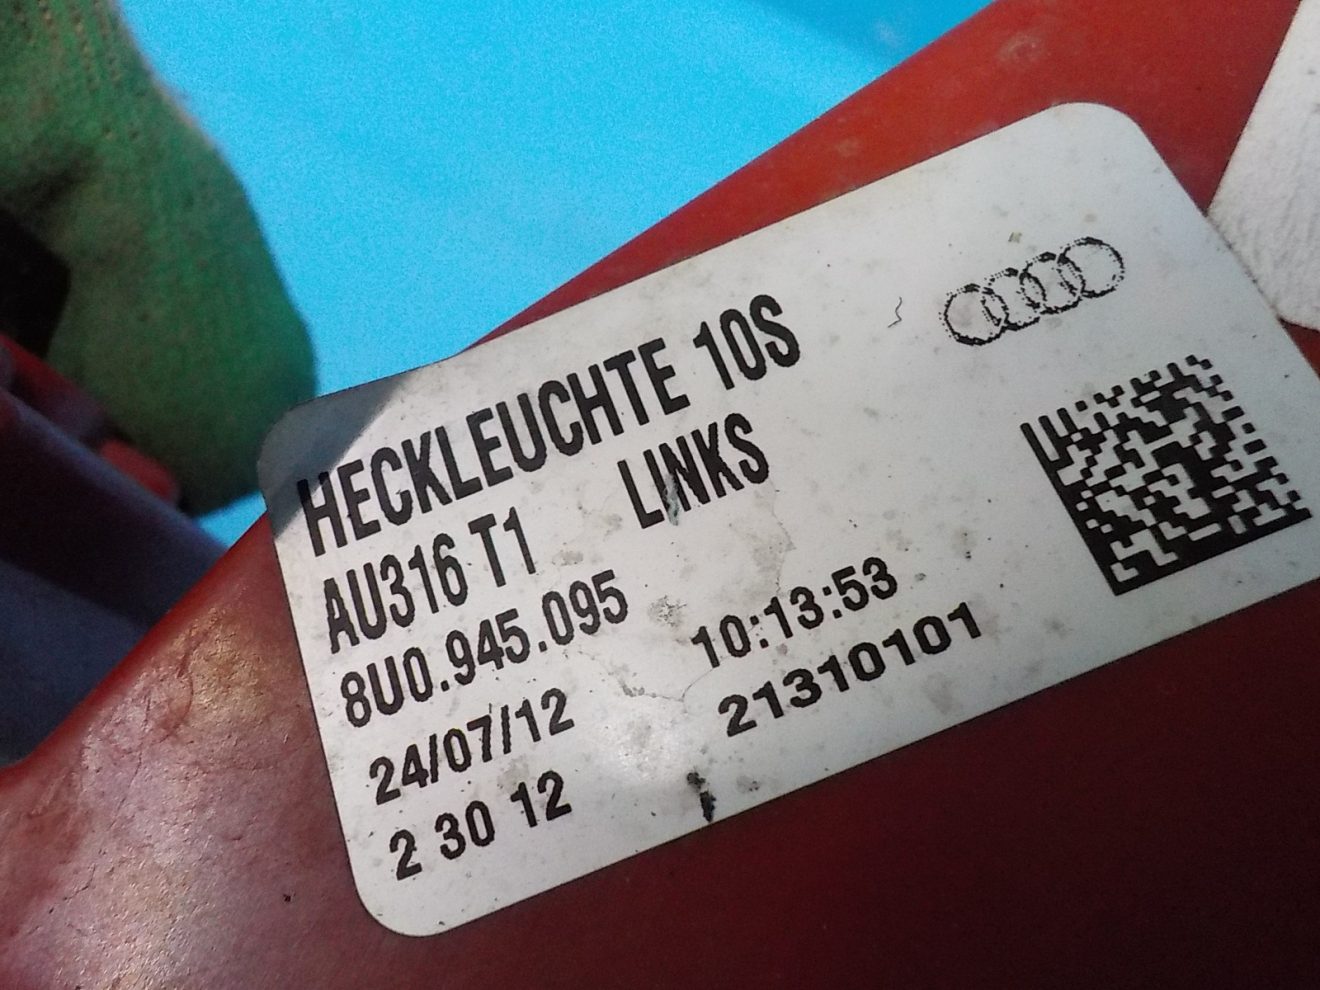 HECKLEUCHTE 10S
AU316 T1 LINKS
8U0.945.095
24/07/12 10:13:53
2 30 12 21310101